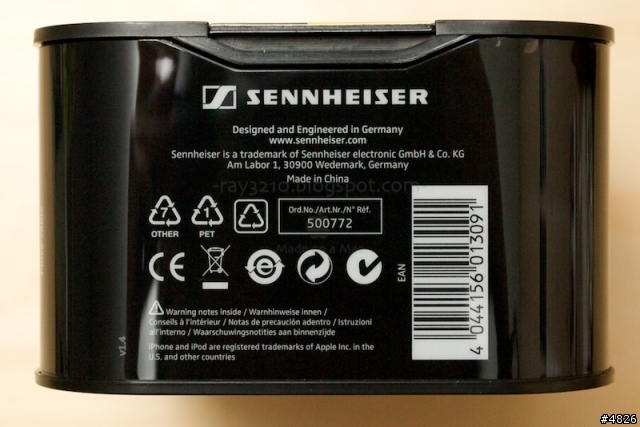 SENNHEISER
Designed and Engineered in Germany
www.sennheiser.com
Sennheiser is a trademark of Sennheiser electronic GmbH & Co. KG
Am Labor 1, 30900 Wedemark, Germany
Made in China
-ray3210.blogspot.com
7
OTHER
1
PET
Ord.No./Art.Nr./N° Réf.
500772
Made on a Mac
CE
e
EAN
4 044156 013091
Warning notes inside / Warnhinweise innen /
Conseils à l'intérieur / Notas de precaución adentro / Istruzioni
all'interno / Waarschuwingsnotities aan binnenzijde
iPhone and iPod are registered trademarks of Apple Inc. in the
U.S. and other countries
v1.4
#4826